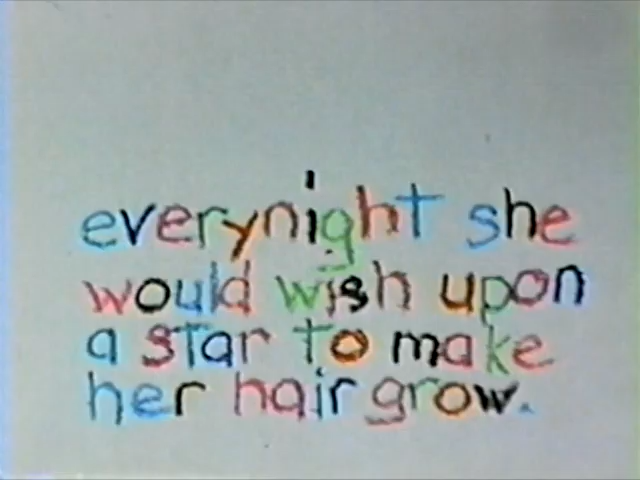 everynight she
would wish upon
a star to make
her hair grow.